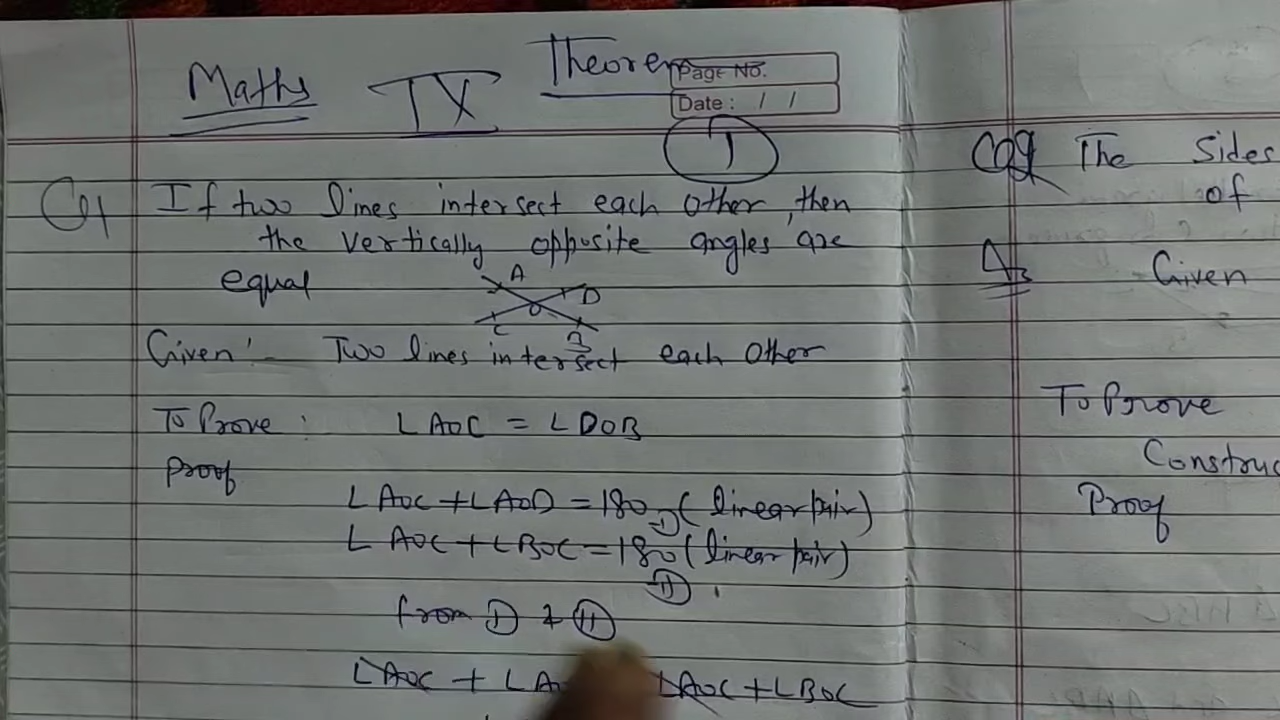 Maths IX Theorem
Page No.
Date : / /
1
Q1 If two lines intersect each other, then
the vertically opposite angles are
equal
A
D
O
C
B
Given :- Two lines intersect each other
To Prove : ∠AOC = ∠DOB
Proof
∠AOC + ∠AOD = 180 (linear pair)
I
∠AOC + ∠BOC = 180 (linear pair)
II
from I & II
∠AOC + ∠AOC + ∠BOC
The Sides
of
Given
To Prove
Construc
Proof